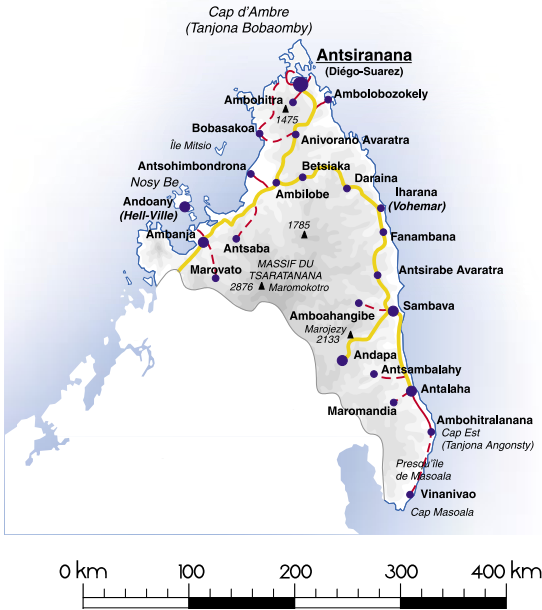 Cap d'Ambre
(Tanjona Bobaomby)
Antsiranana
(Diégo-Suarez)
Ambohitra
1475
Ambolobozokely
Bobasakoa
Anivorano Avaratra
Île Mitsio
Antsohimbondrona
Betsiaka
Daraina
Nosy Be
Ambilobe
Iharana
(Vohemar)
Andoany
(Hell-Ville)
1785
Fanambana
Ambanja
Antsaba
MASSIF DU
TSARATANANA
Marovato
2876
Maromokotro
Antsirabe Avaratra
Sambava
Amboahangibe
Marojezy
2133
Andapa
Antsambalahy
Antalaha
Maromandia
Ambohitralanana
Cap Est
(Tanjona Angonsty)
Presqu'île
de Masoala
Vinanivao
Cap Masoala
0 km 100 200 300 400 km